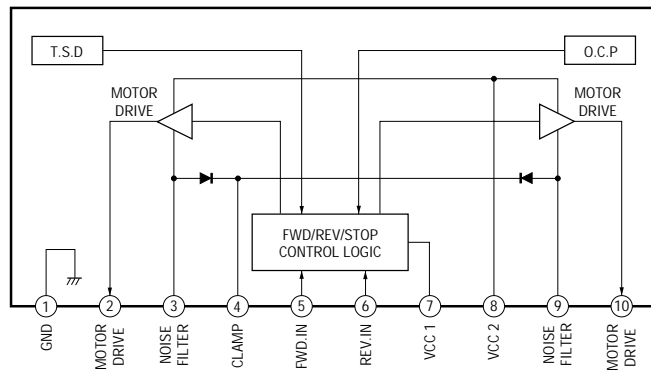 T.S.D
O.C.P
MOTOR
DRIVE
MOTOR
DRIVE
FWD/REV/STOP
CONTROL LOGIC
1
2
3
4
5
6
7
8
9
10
GND
MOTOR
DRIVE
NOISE
FILTER
CLAMP
FWD.IN
REV.IN
VCC 1
VCC 2
NOISE
FILTER
MOTOR
DRIVE